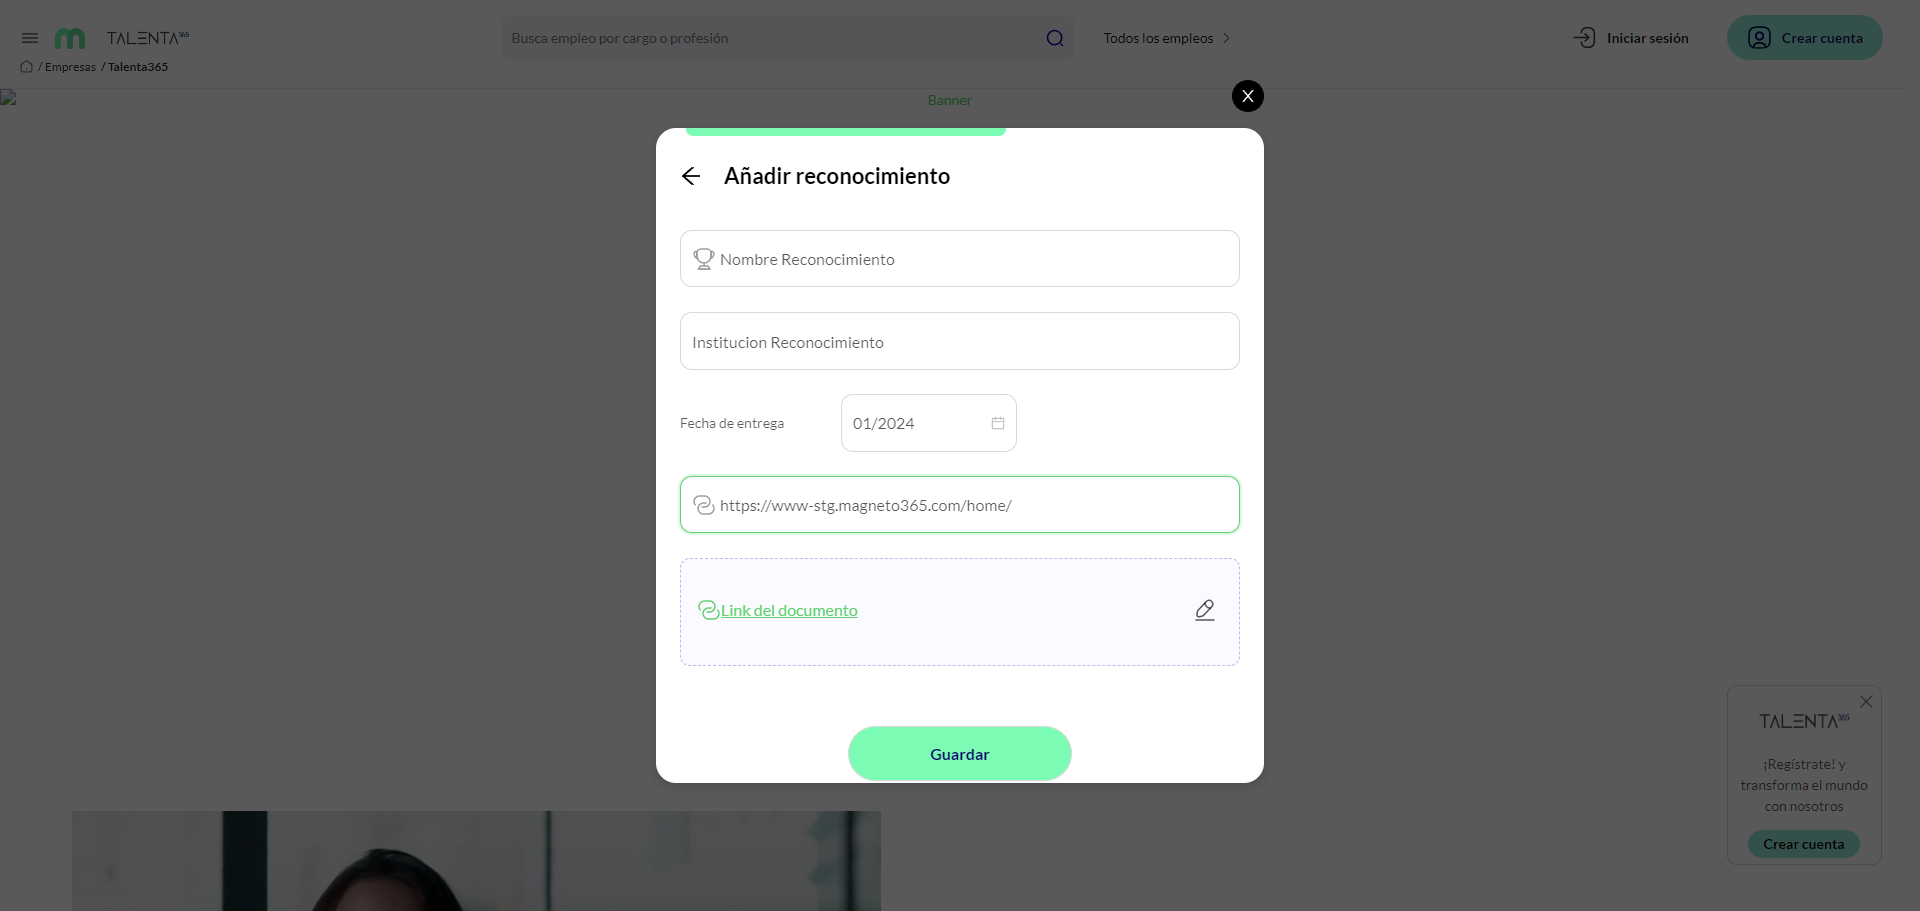 TALENTA365
Busca empleo por cargo o profesión
Todos los empleos
Iniciar sesión
Crear cuenta
/ Empresas / Talenta365
Banner
X
Añadir reconocimiento
Nombre Reconocimiento
Institucion Reconocimiento
Fecha de entrega
01/2024
https://www-stg.magneto365.com/home/
Link del documento
Guardar
TALENTA365
¡Regístrate! y
transforma el mundo
con nosotros
Crear cuenta